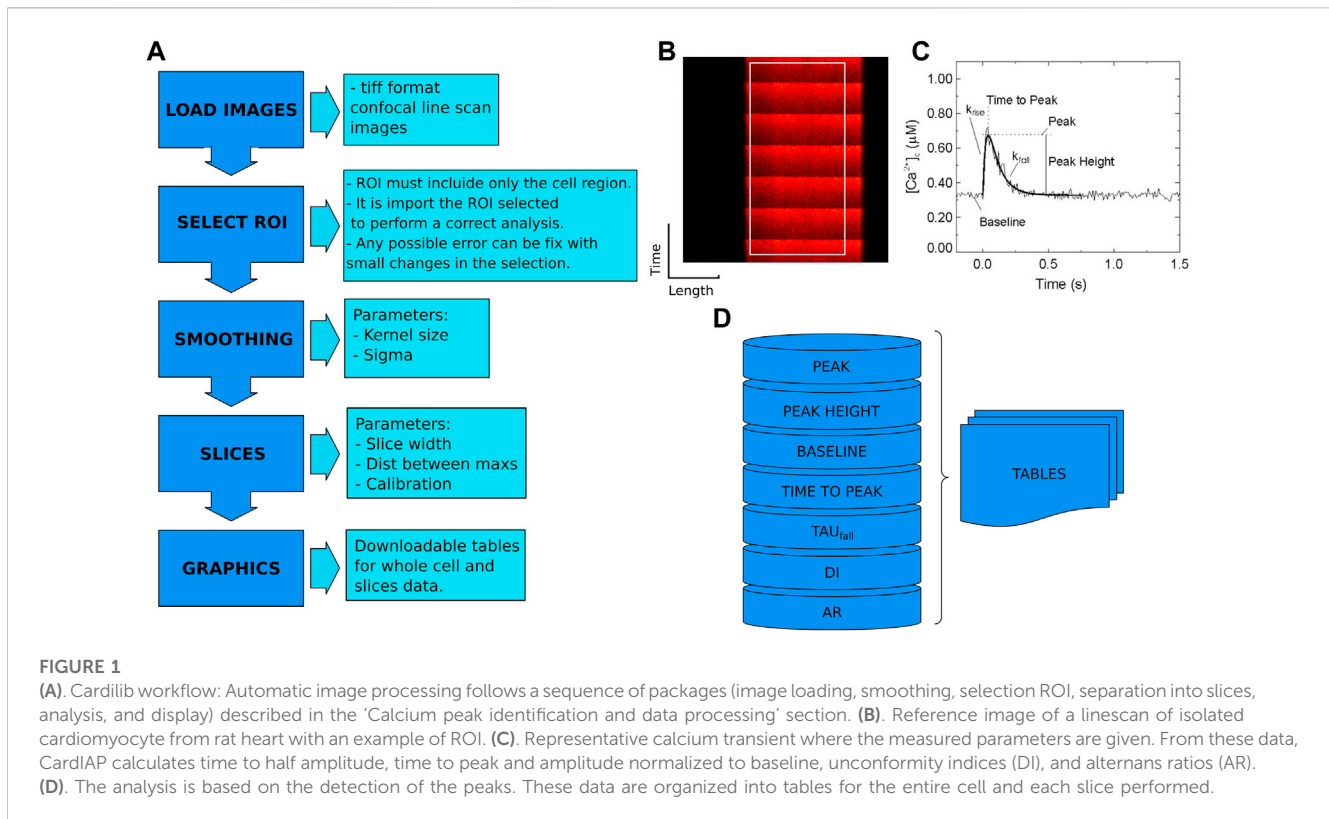 A
LOAD IMAGES
- tiff format
confocal line scan
images
SELECT ROI
- ROI must incluide only the cell region.
- It is import the ROI selected
to perform a correct analysis.
- Any possible error can be fix with
small changes in the selection.
SMOOTHING
Parameters:
- Kernel size
- Sigma
SLICES
Parameters:
- Slice width
- Dist between maxs
- Calibration
GRAPHICS
Downloadable tables
for whole cell and
slices data.
B
Time
Length
C
[Ca2+]c (μM)
1.00
0.80
0.60
0.40
0.20
0.00
Time to Peak
krise
Peak
kfall
Peak Height
Baseline
0.0 0.5 1.0 1.5
Time (s)
D
PEAK
PEAK HEIGHT
BASELINE
TIME TO PEAK
TAUfall
DI
AR
TABLES
FIGURE 1
(A). Cardilib workflow: Automatic image processing follows a sequence of packages (image loading, smoothing, selection ROI, separation into slices,
analysis, and display) described in the ‘Calcium peak identification and data processing’ section. (B). Reference image of a linescan of isolated
cardiomyocyte from rat heart with an example of ROI. (C). Representative calcium transient where the measured parameters are given. From these data,
CardIAP calculates time to half amplitude, time to peak and amplitude normalized to baseline, unconformity indices (DI), and alternans ratios (AR).
(D). The analysis is based on the detection of the peaks. These data are organized into tables for the entire cell and each slice performed.